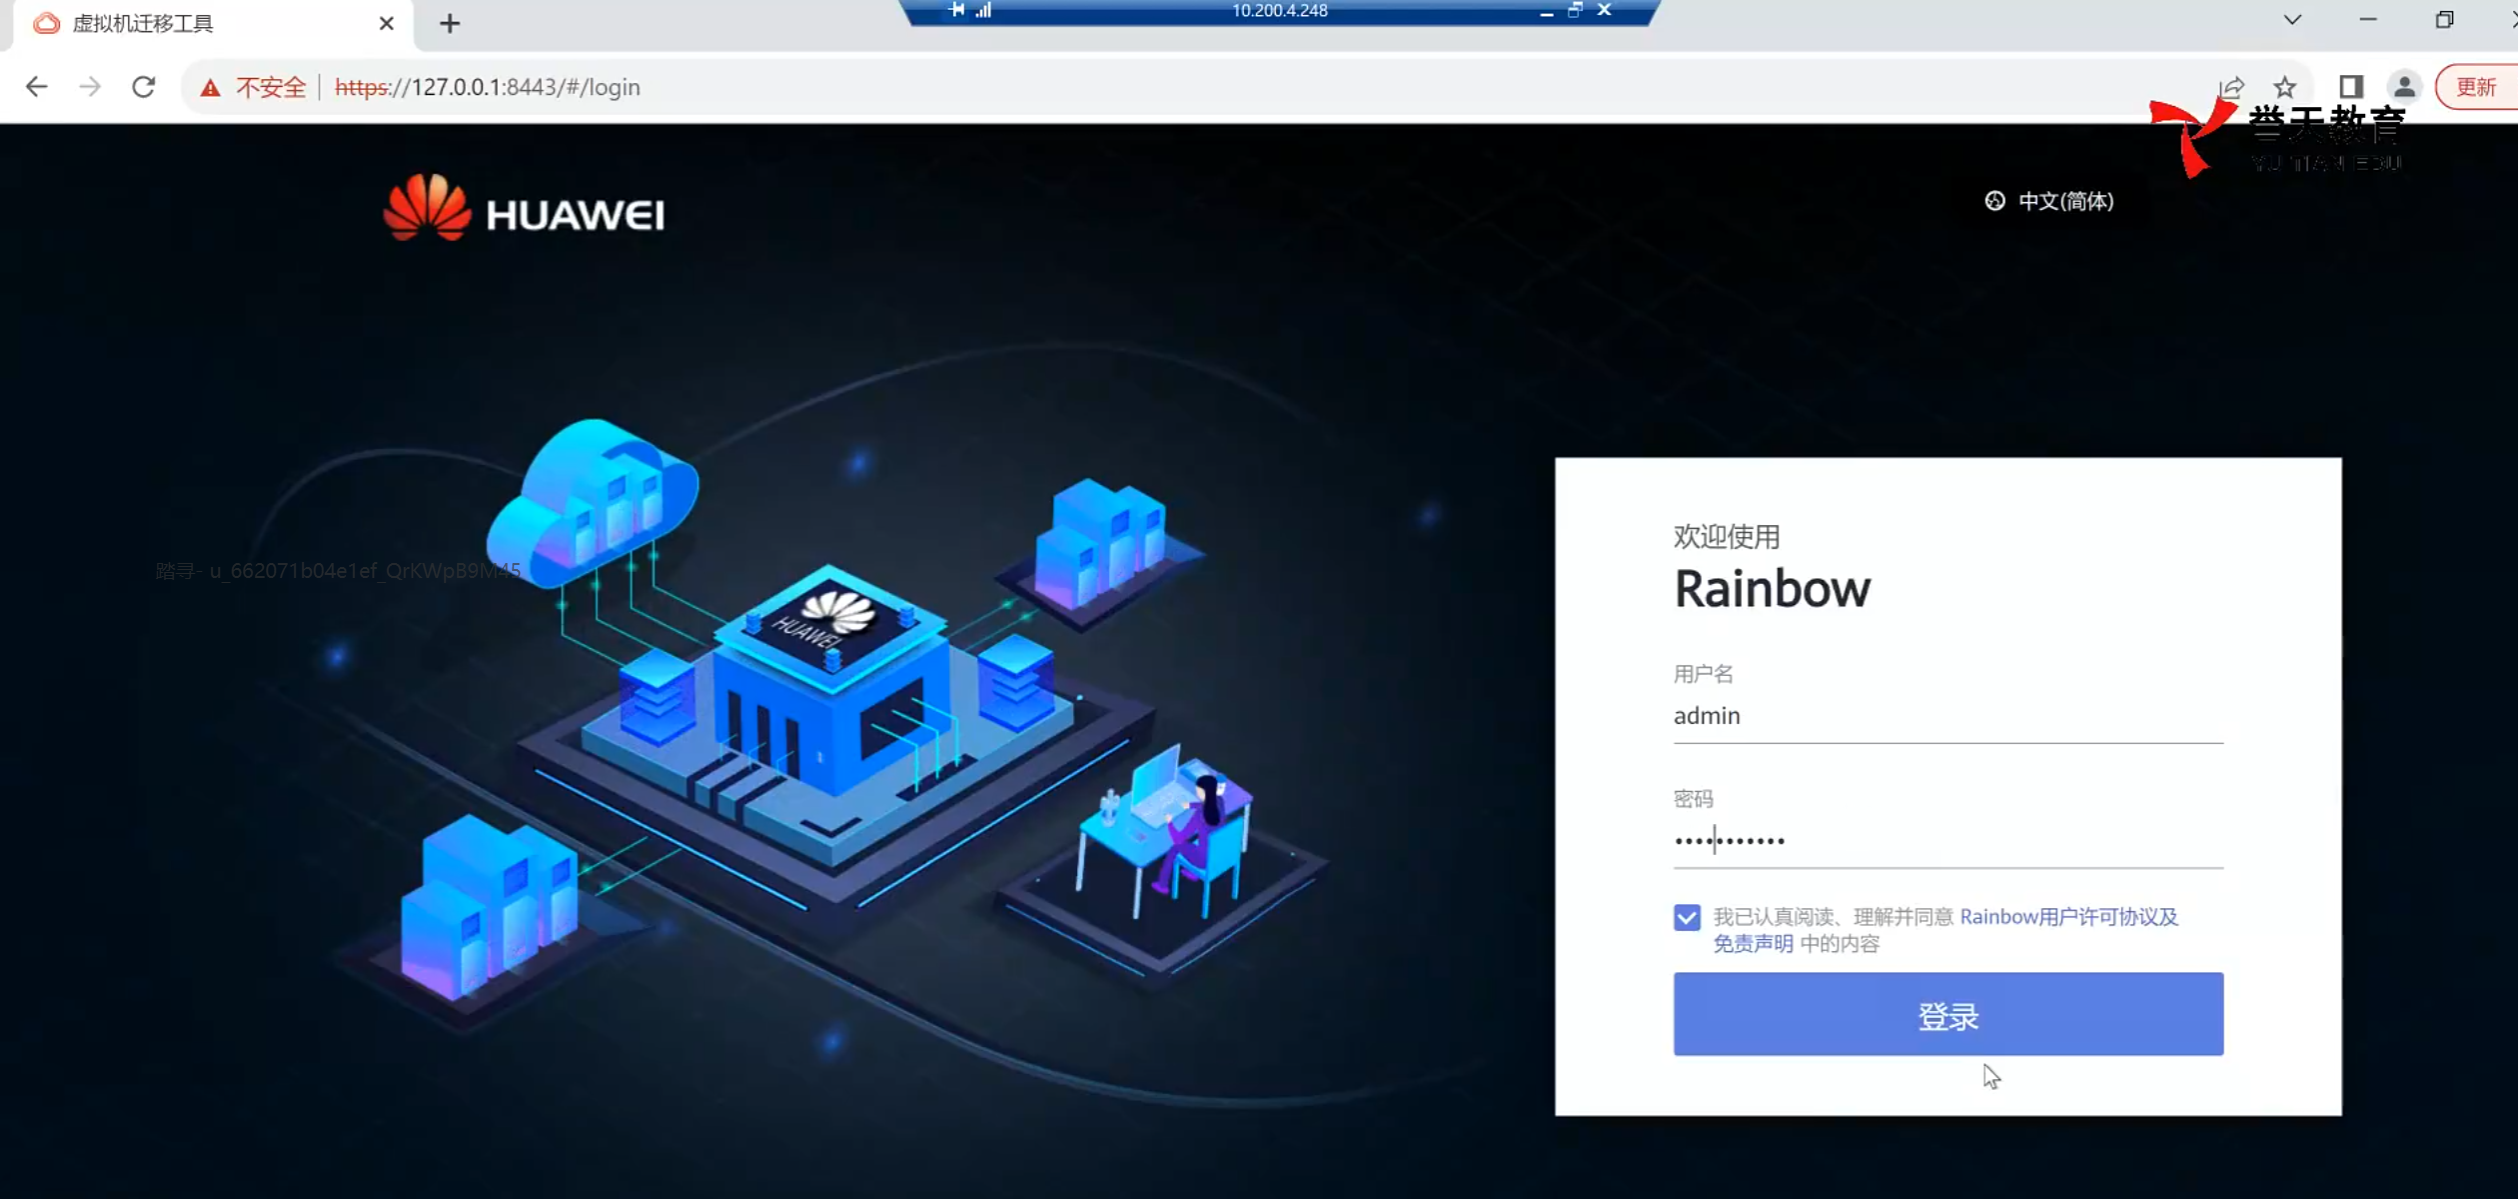 虚拟机迁移工具
10.200.4.248
不安全 | https://127.0.0.1:8443/#/login
更新
誉天教育
YU TIAN EDU
HUAWEI
中文(简体)
踏寻- u_662071b04e1ef_QrKWpB9M45
HUAWEI
欢迎使用
Rainbow
用户名
admin
密码
我已认真阅读、理解并同意 Rainbow用户许可协议及
免责声明 中的内容
登录